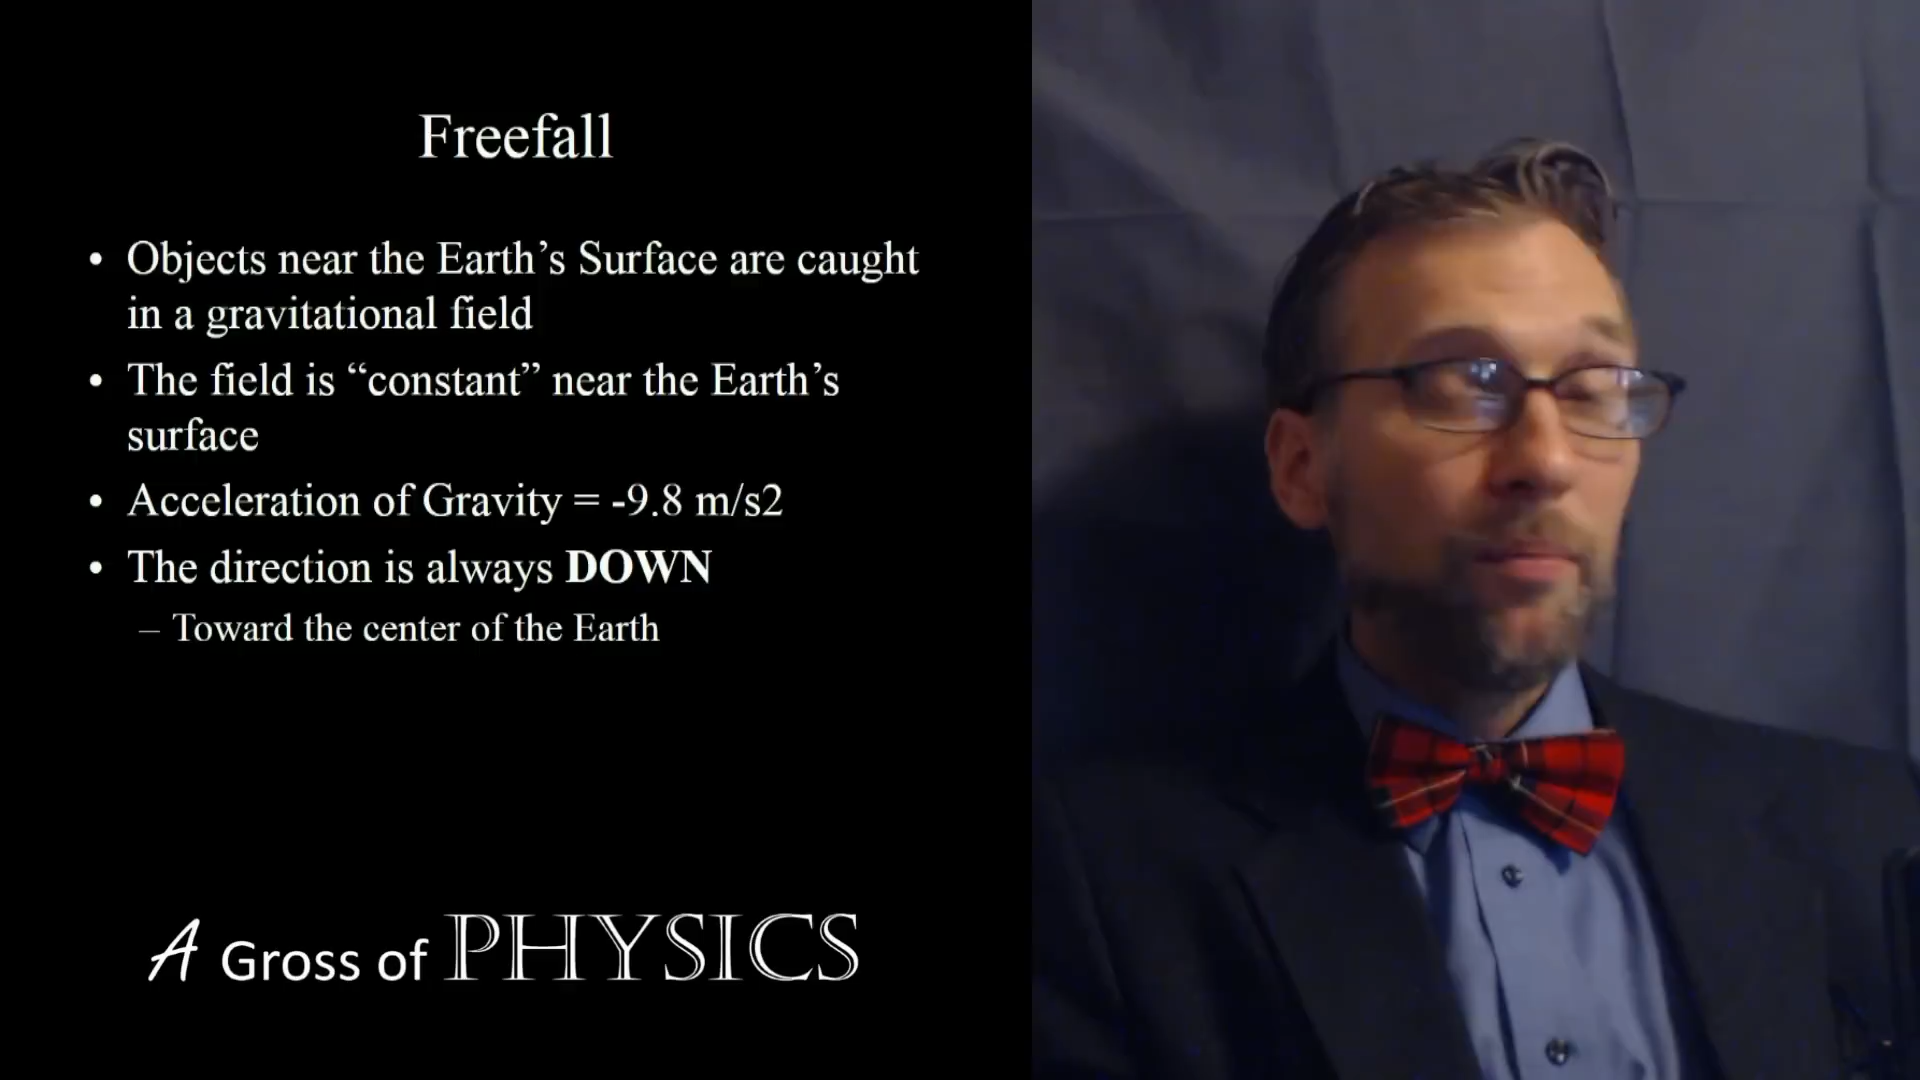 Freefall
• Objects near the Earth’s Surface are caught
in a gravitational field
• The field is “constant” near the Earth’s
surface
• Acceleration of Gravity = -9.8 m/s2
• The direction is always DOWN
– Toward the center of the Earth
A Gross of PHYSICS